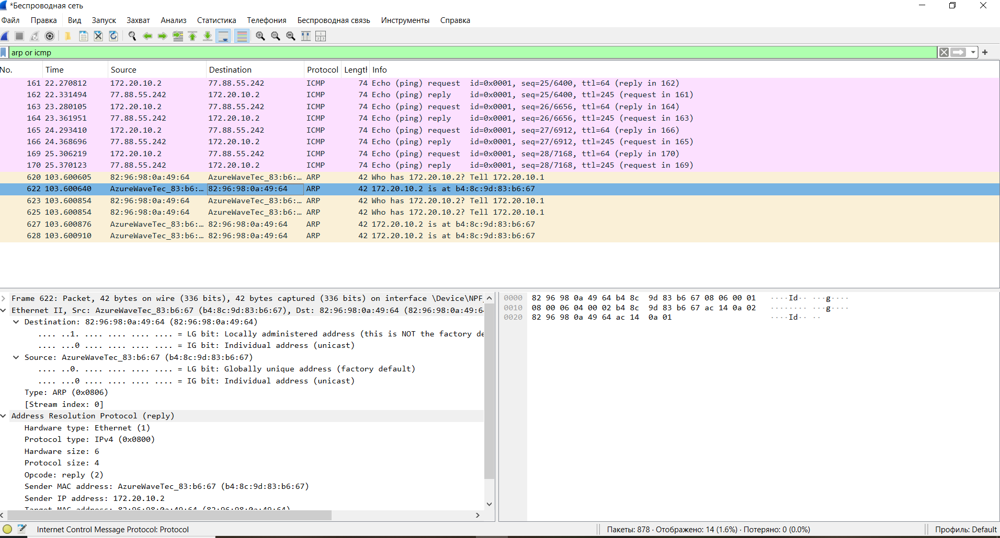 *Беспроводная сеть
Файл Правка Вид Запуск Захват Анализ Статистика Телефония Беспроводная связь Инструменты Справка
arp or icmp
No. Time Source Destination Protocol Length Info
161 22.270812 172.20.10.2 77.88.55.242 ICMP 74 Echo (ping) request id=0x0001, seq=25/6400, ttl=64 (reply in 162)
162 22.331494 77.88.55.242 172.20.10.2 ICMP 74 Echo (ping) reply id=0x0001, seq=25/6400, ttl=245 (request in 161)
163 23.280105 172.20.10.2 77.88.55.242 ICMP 74 Echo (ping) request id=0x0001, seq=26/6656, ttl=64 (reply in 164)
164 23.361951 77.88.55.242 172.20.10.2 ICMP 74 Echo (ping) reply id=0x0001, seq=26/6656, ttl=245 (request in 163)
165 24.293410 172.20.10.2 77.88.55.242 ICMP 74 Echo (ping) request id=0x0001, seq=27/6912, ttl=64 (reply in 166)
166 24.368696 77.88.55.242 172.20.10.2 ICMP 74 Echo (ping) reply id=0x0001, seq=27/6912, ttl=245 (request in 165)
169 25.306219 172.20.10.2 77.88.55.242 ICMP 74 Echo (ping) request id=0x0001, seq=28/7168, ttl=64 (reply in 170)
170 25.370123 77.88.55.242 172.20.10.2 ICMP 74 Echo (ping) reply id=0x0001, seq=28/7168, ttl=245 (request in 169)
620 103.600605 82:96:98:0a:49:64 AzureWaveTec_83:b6:… ARP 42 Who has 172.20.10.2? Tell 172.20.10.1
622 103.600640 AzureWaveTec_83:b6:… 82:96:98:0a:49:64 ARP 42 172.20.10.2 is at b4:8c:9d:83:b6:67
623 103.600854 82:96:98:0a:49:64 AzureWaveTec_83:b6:… ARP 42 Who has 172.20.10.2? Tell 172.20.10.1
625 103.600854 82:96:98:0a:49:64 AzureWaveTec_83:b6:… ARP 42 Who has 172.20.10.2? Tell 172.20.10.1
627 103.600876 AzureWaveTec_83:b6:… 82:96:98:0a:49:64 ARP 42 172.20.10.2 is at b4:8c:9d:83:b6:67
628 103.600910 AzureWaveTec_83:b6:… 82:96:98:0a:49:64 ARP 42 172.20.10.2 is at b4:8c:9d:83:b6:67
Frame 622: Packet, 42 bytes on wire (336 bits), 42 bytes captured (336 bits) on interface \Device\NPF_
Ethernet II, Src: AzureWaveTec_83:b6:67 (b4:8c:9d:83:b6:67), Dst: 82:96:98:0a:49:64 (82:96:98:0a:49:64
Destination: 82:96:98:0a:49:64 (82:96:98:0a:49:64)
.... ..1. .... .... .... .... = LG bit: Locally administered address (this is NOT the factory de
.... ...0 .... .... .... .... = IG bit: Individual address (unicast)
Source: AzureWaveTec_83:b6:67 (b4:8c:9d:83:b6:67)
.... ..0. .... .... .... .... = LG bit: Globally unique address (factory default)
.... ...0 .... .... .... .... = IG bit: Individual address (unicast)
Type: ARP (0x0806)
[Stream index: 0]
Address Resolution Protocol (reply)
Hardware type: Ethernet (1)
Protocol type: IPv4 (0x0800)
Hardware size: 6
Protocol size: 4
Opcode: reply (2)
Sender MAC address: AzureWaveTec_83:b6:67 (b4:8c:9d:83:b6:67)
Sender IP address: 172.20.10.2
Target MAC address: 82:96:98:0a:49:64 (82:96:98:0a:49:64)
0000 82 96 98 0a 49 64 b4 8c 9d 83 b6 67 08 06 00 01 ····Id·· ···g····
0010 08 00 06 04 00 02 b4 8c 9d 83 b6 67 ac 14 0a 02 ········ ···g····
0020 82 96 98 0a 49 64 ac 14 0a 01 ····Id·· ··
Internet Control Message Protocol: Protocol
Пакеты: 878 · Отображено: 14 (1.6%) · Потеряно: 0 (0.0%)
Профиль: Default